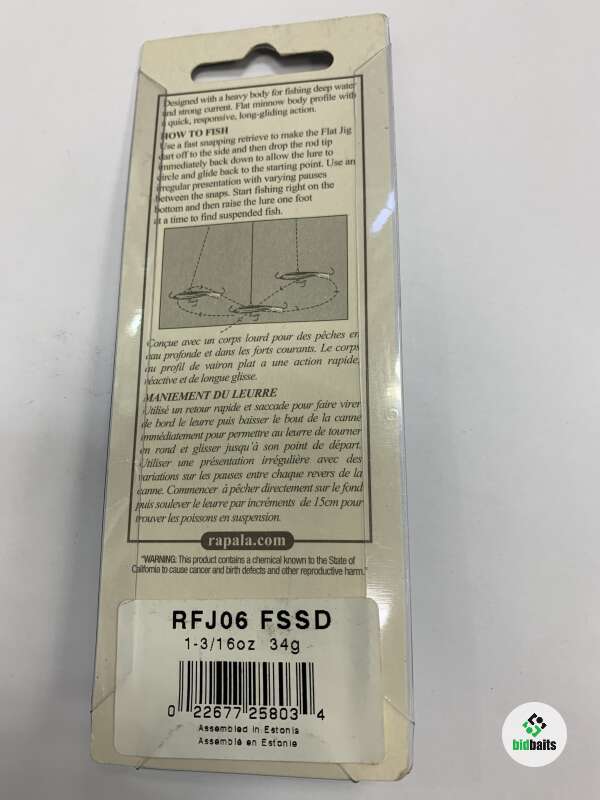 Designed with a heavy body for fishing deep water
and strong current. Flat minnow body profile with
a quick, responsive, long-gliding action.
HOW TO FISH
Use a fast snapping retrieve to make the Flat Jig
dart off to the side and then drop the rod tip
immediately back down to allow the lure to
circle and glide back to the starting point. Use an
irregular presentation with varying pauses
between the snaps. Start fishing right on the
bottom and then raise the lure one foot
at a time to find suspended fish.
Conçue avec un corps lourd pour des pêches en
eau profonde et dans les forts courants. Le corps
au profil de vairon plat a une action rapide,
réactive et de longue glisse.
MANIEMENT DU LEURRE
Utilisé un retour rapide et saccade pour faire virer
de bord le leurre puis baisser le bout de la canne
immédiatement pour permettre au leurre de tourner
en rond et glisser jusqu'à son point de départ.
Utiliser une présentation irrégulière avec des
variations sur les pauses entre chaque revers de la
canne. Commencer à pêcher directement sur le fond
puis soulever le leurre par incréments de 15cm pour
trouver les poissons en suspension.
rapala.com
"WARNING: This product contains a chemical known to the State of
California to cause cancer and birth defects and other reproductive harm."
RFJ06 FSSD
1-3/16oz 34g
0 22677 25803 4
Assembled in Estonia
Assemblé en Estonie
bidbaits